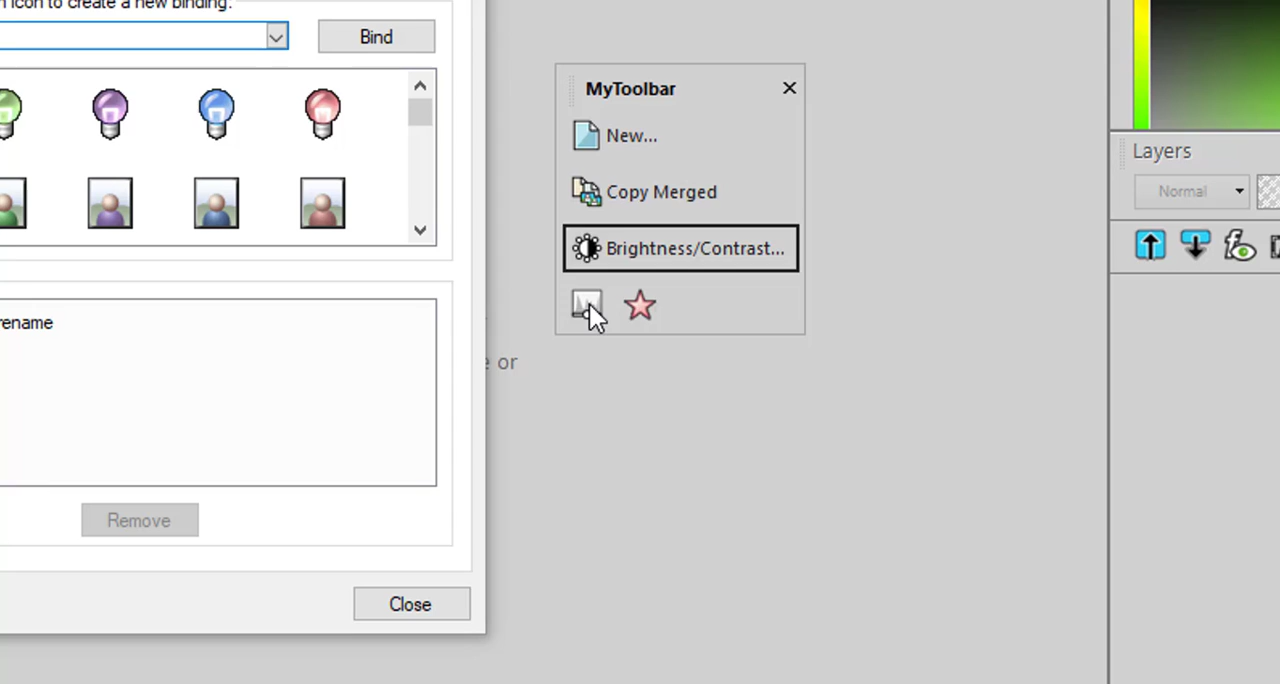 icon to create a new binding:
Bind
rename
Remove
Close
or
MyToolbar
New...
Copy Merged
Brightness/Contrast...
Layers
Normal